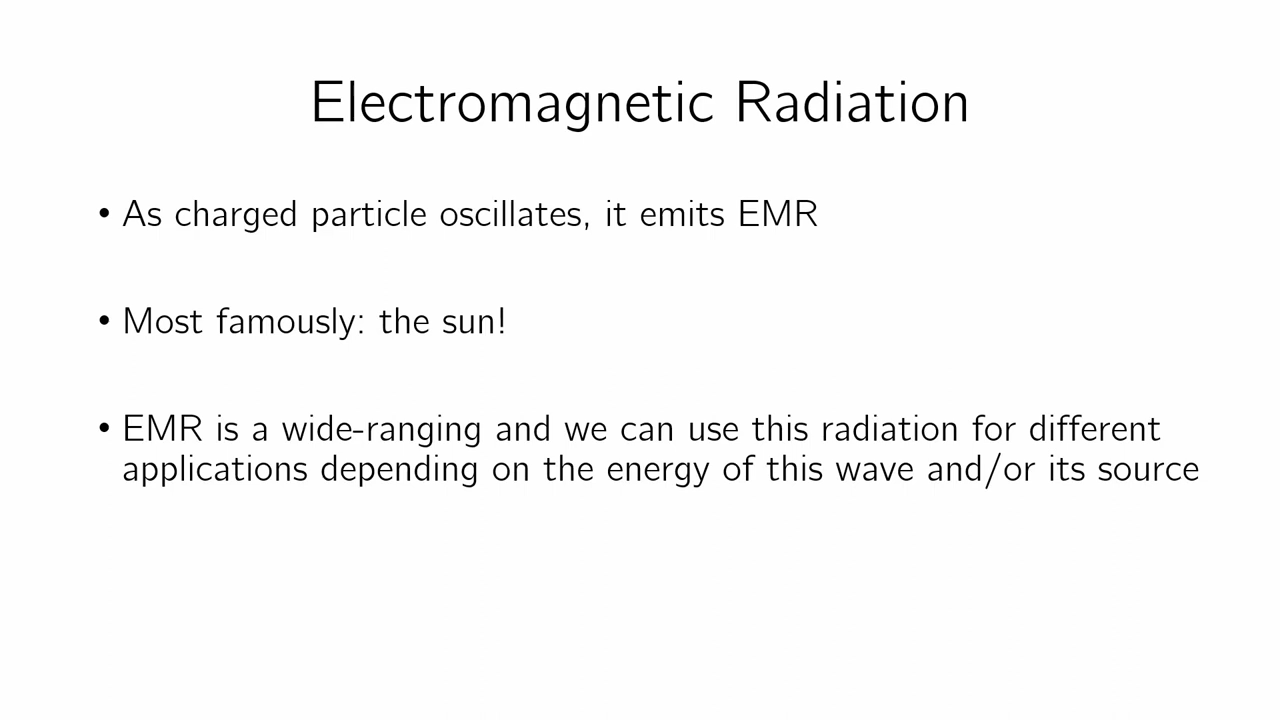 Electromagnetic Radiation
• As charged particle oscillates, it emits EMR
• Most famously: the sun!
• EMR is a wide-ranging and we can use this radiation for different
applications depending on the energy of this wave and/or its source